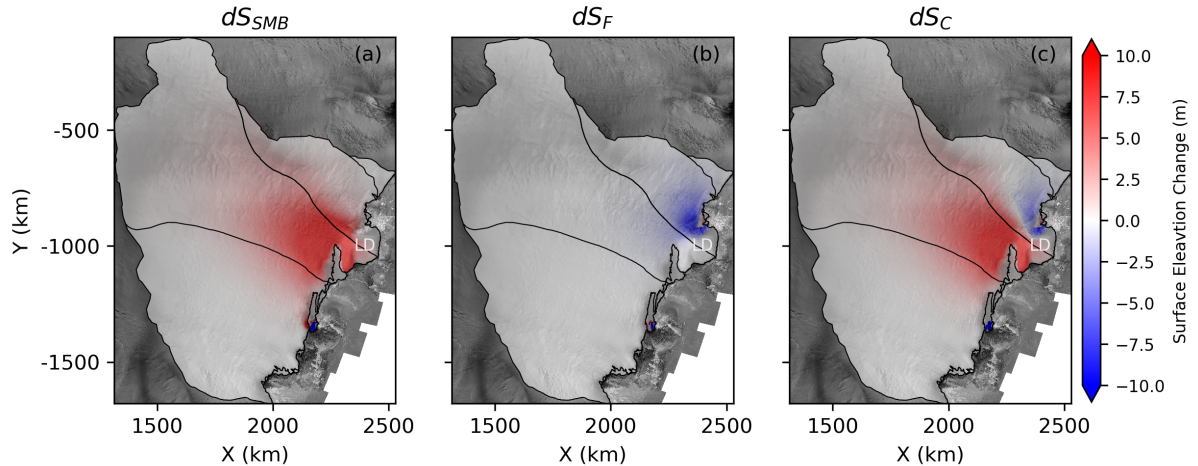 dS_SMB dS_F dS_C
(a) (b) (c)
10.0
7.5
5.0
2.5
0.0
−2.5
−5.0
−7.5
−10.0
Surface Eleavtion Change (m)
-500
-1000
-1500
Y (km)
LD LD LD
1500 2000 2500 1500 2000 2500 1500 2000 2500
X (km) X (km) X (km)